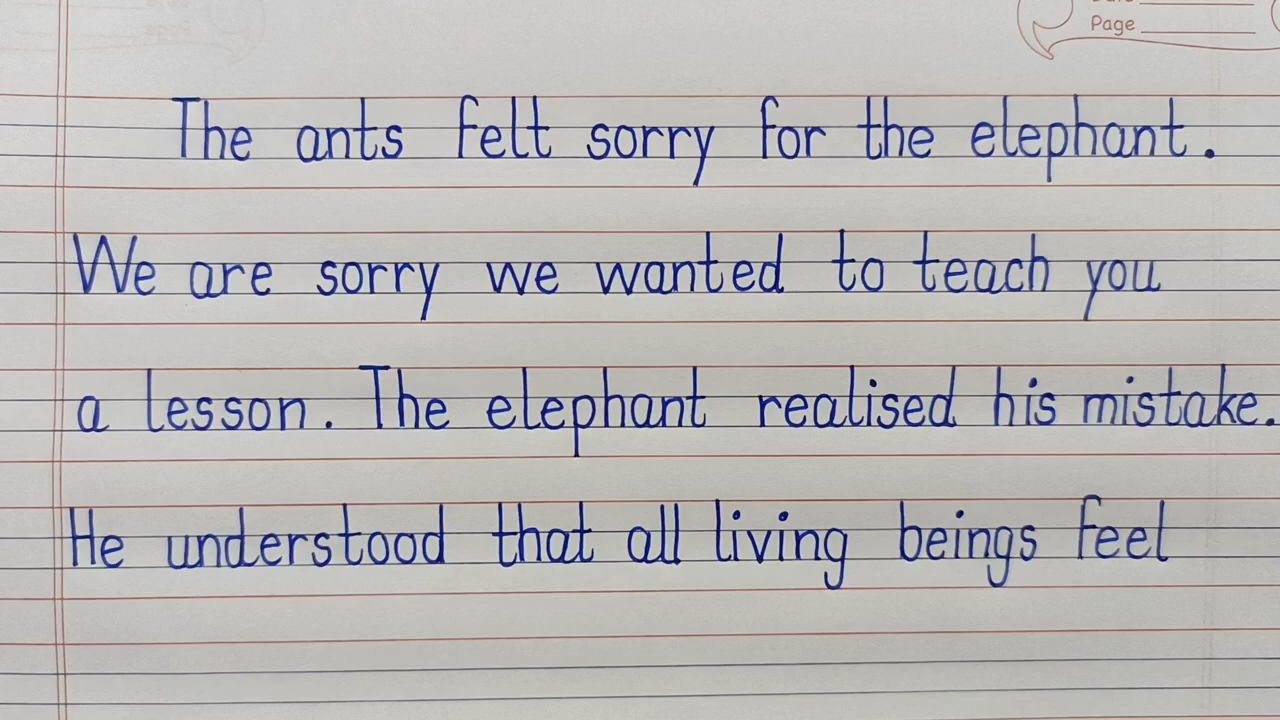 Page
The ants felt sorry for the elephant.
We are sorry we wanted to teach you
a lesson. The elephant realised his mistake.
He understood that all living beings feel